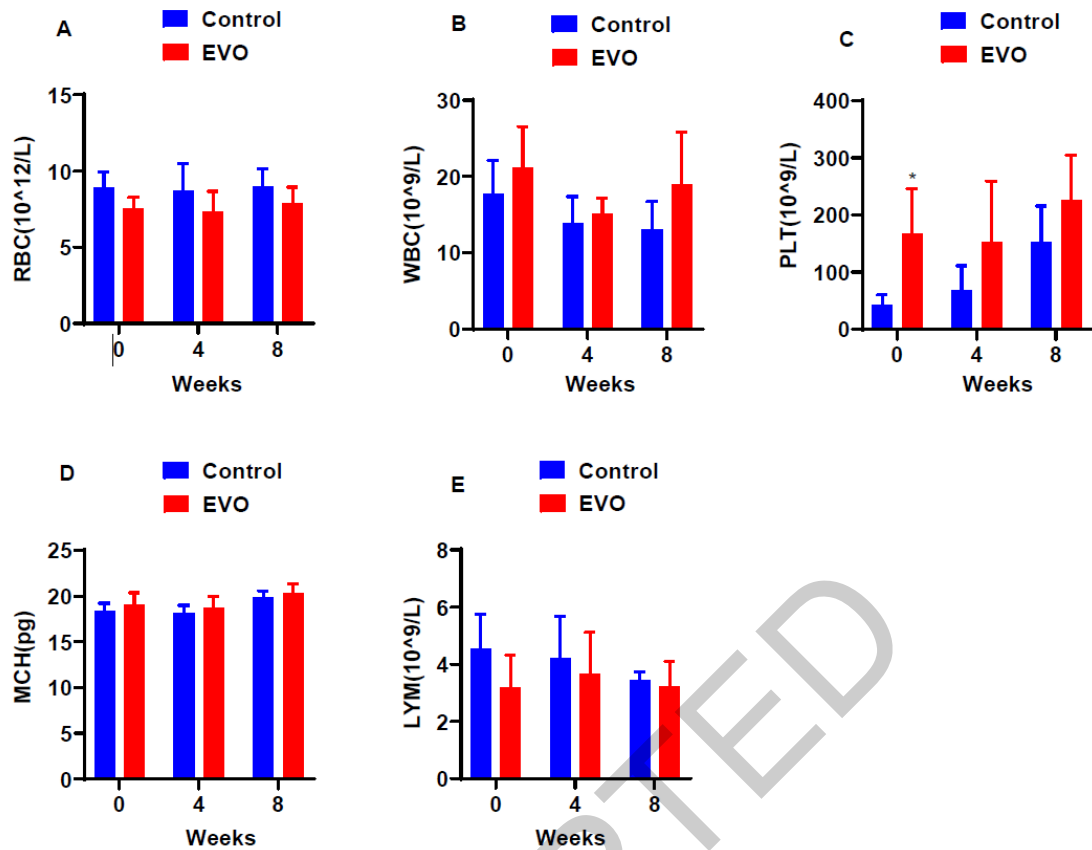 A
Control
EVO
RBC(10^12/L)
15
10
5
0
0 4 8
Weeks
B
Control
EVO
WBC(10^9/L)
30
20
10
0
0 4 8
Weeks
C
Control
EVO
PLT(10^9/L)
400
300
200
100
0
*
0 4 8
Weeks
D
Control
EVO
MCH(pg)
25
20
15
10
5
0
0 4 8
Weeks
E
Control
EVO
LYM(10^9/L)
8
6
4
2
0
0 4 8
Weeks
PTED